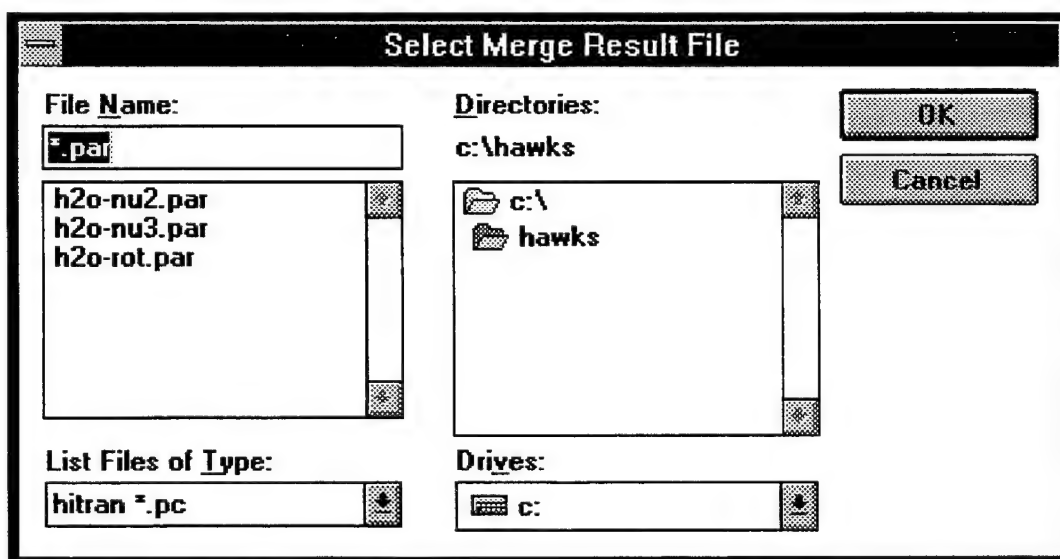 Select Merge Result File
File Name:
*.par
h2o-nu2.par
h2o-nu3.par
h2o-rot.par
List Files of Type:
hitran *.pc
Directories:
c:\hawks
c:\
hawks
Drives:
c:
OK
Cancel